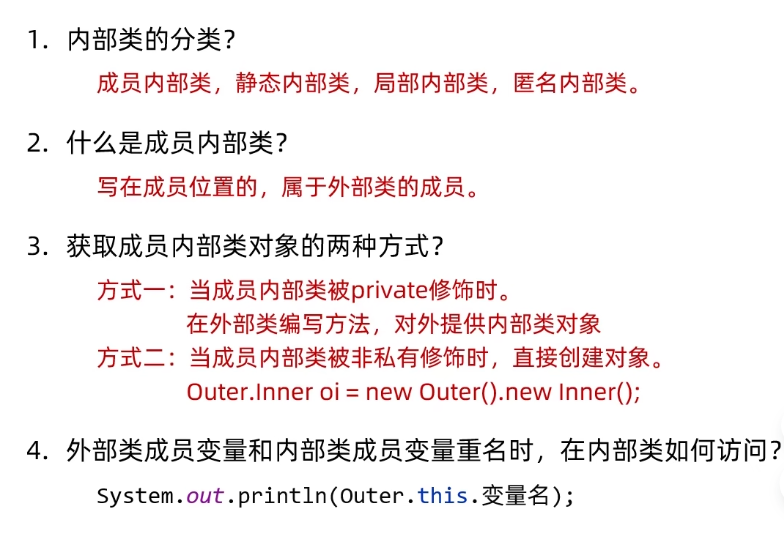 1. 内部类的分类？
成员内部类，静态内部类，局部内部类，匿名内部类。
2. 什么是成员内部类？
写在成员位置的，属于外部类的成员。
3. 获取成员内部类对象的两种方式？
方式一：当成员内部类被private修饰时。
在外部类编写方法，对外提供内部类对象
方式二：当成员内部类被非私有修饰时，直接创建对象。
Outer.Inner oi = new Outer().new Inner();
4. 外部类成员变量和内部类成员变量重名时，在内部类如何访问？
System.out.println(Outer.this.变量名);